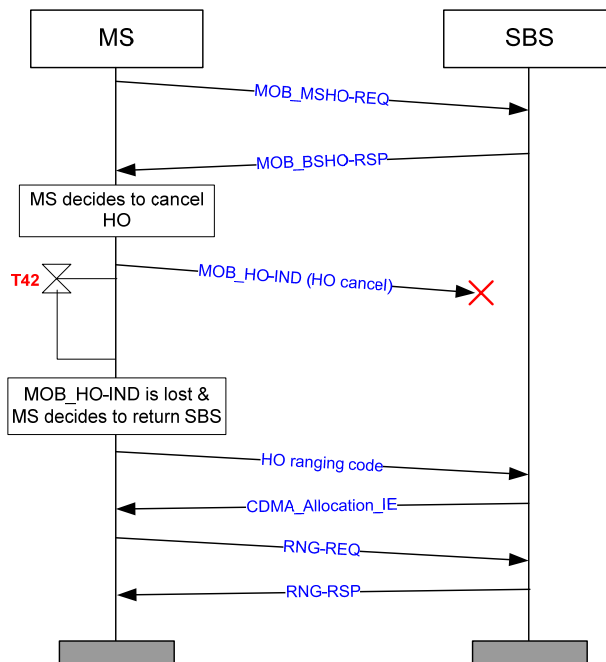 MS
SBS
MOB_MSHO-REQ
MOB_BSHO-RSP
MS decides to cancel
HO
T42
MOB_HO-IND (HO cancel)
MOB_HO-IND is lost &
MS decides to return SBS
HO ranging code
CDMA_Allocation_IE
RNG-REQ
RNG-RSP